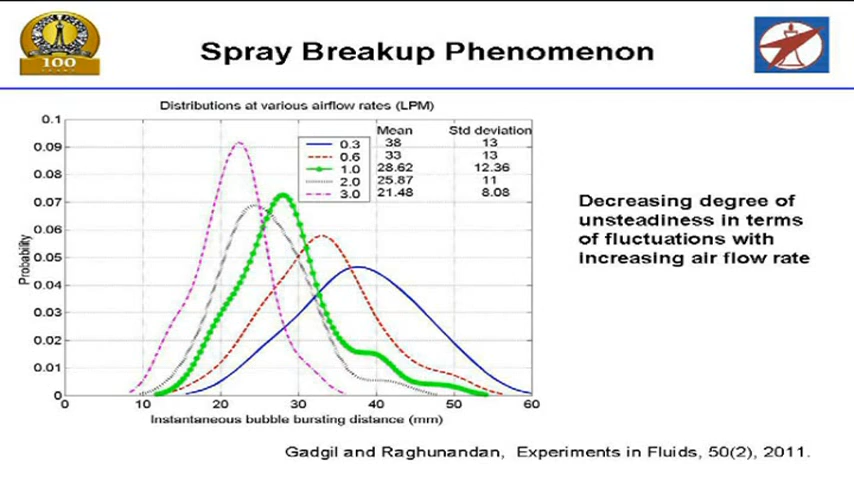 Spray Breakup Phenomenon
100
YEARS
Distributions at various airflow rates (LPM)
Mean Std deviation
0.3 38 13
0.6 33 13
1.0 28.62 12.36
2.0 25.87 11
3.0 21.48 8.08
0.1
0.09
0.08
0.07
0.06
0.05
0.04
0.03
0.02
0.01
0
Probability
0 10 20 30 40 50 60
Instantaneous bubble bursting distance (mm)
Decreasing degree of
unsteadiness in terms
of fluctuations with
increasing air flow rate
Gadgil and Raghunandan, Experiments in Fluids, 50(2), 2011.